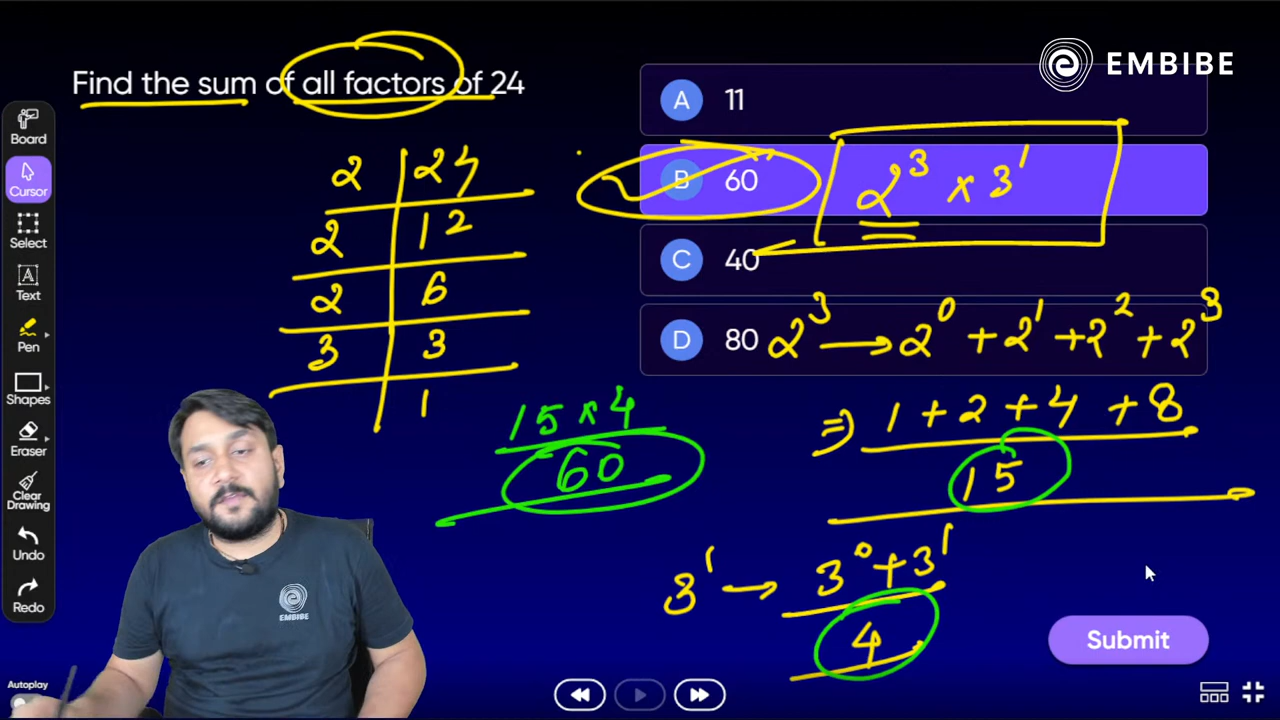 EMBIBE
Find the sum of all factors of 24
A 11
B 60
C 40
D 80
2 24
2 12
2 6
3 3
1
2³ × 3¹
2³ → 2⁰ + 2¹ + 2² + 2³
⇒ 1 + 2 + 4 + 8
15
3¹ → 3⁰ + 3¹
4
15 × 4
60
Board
Cursor
Select
Text
Pen
Shapes
Eraser
Clear
Drawing
Undo
Redo
Autoplay
EMBIBE
Submit